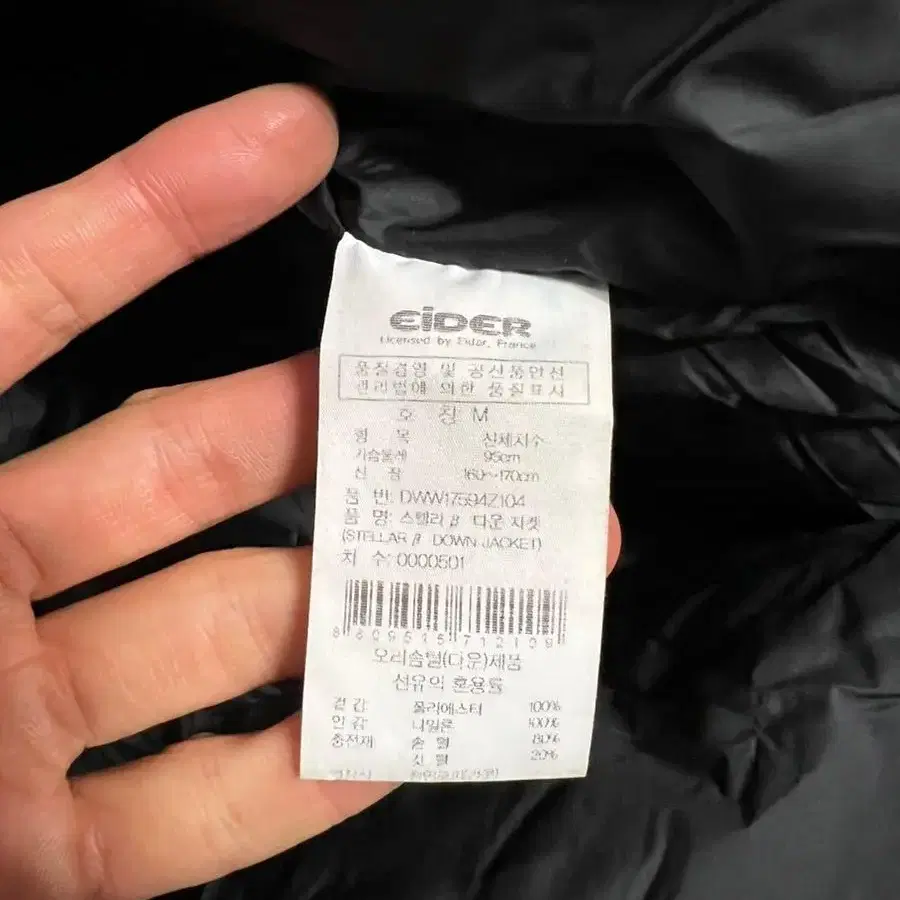 EiDER
Licensed by Eider, France
품질경영 및 공산품안전
관리법에 의한 품질표시
호 칭 M
항 목 신체치수
가슴둘레 95cm
신 장 160~170cm
품 번: DWW17594Z104
품 명: 스텔라 β 다운 자켓
(STELLAR β DOWN JACKET)
치 수: 0000501
8 809515 712109
오리솜털(다운)제품
섬유의 혼용률
겉감 폴리에스터 100%
안감 나일론 100%
충전재 솜털 80%
깃털 20%